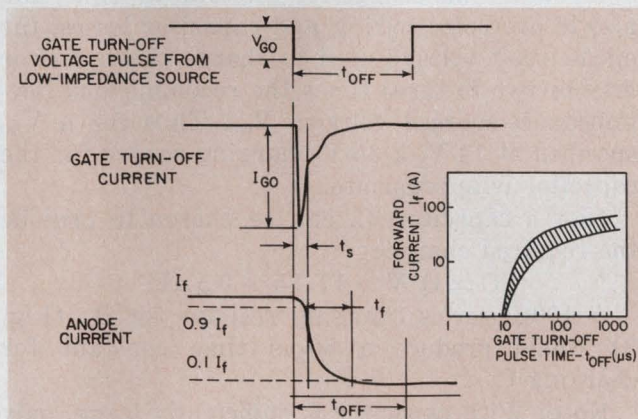 GATE TURN-OFF
VOLTAGE PULSE FROM
LOW-IMPEDANCE SOURCE
V_GO
t_OFF
GATE TURN-OFF
CURRENT
I_GO
t_s
ANODE
CURRENT
I_f
0.9 I_f
0.1 I_f
t_f
t_OFF
FORWARD
CURRENT I_f (A)
100
10
1
1 10 100 1000
GATE TURN-OFF
PULSE TIME-t_OFF(μs)